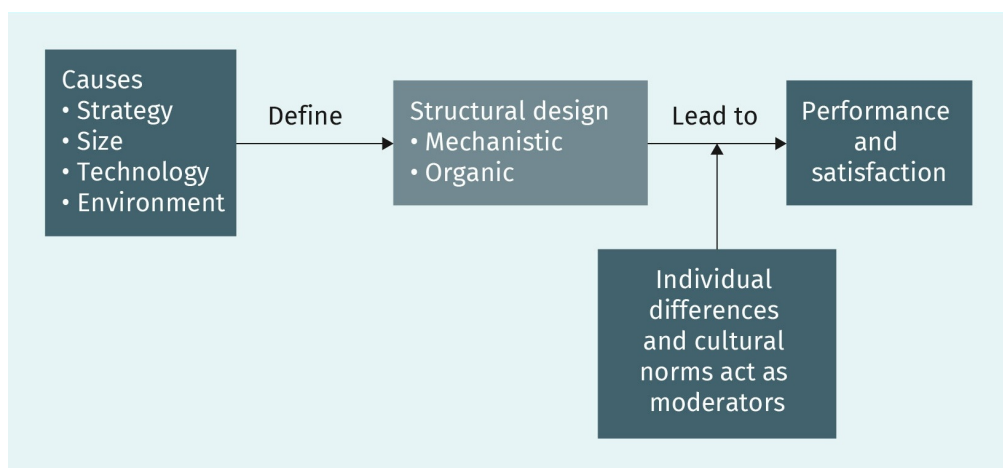 Causes
• Strategy
• Size
• Technology
• Environment
Define
Structural design
• Mechanistic
• Organic
Lead to
Performance
and
satisfaction
Individual
differences
and cultural
norms act as
moderators